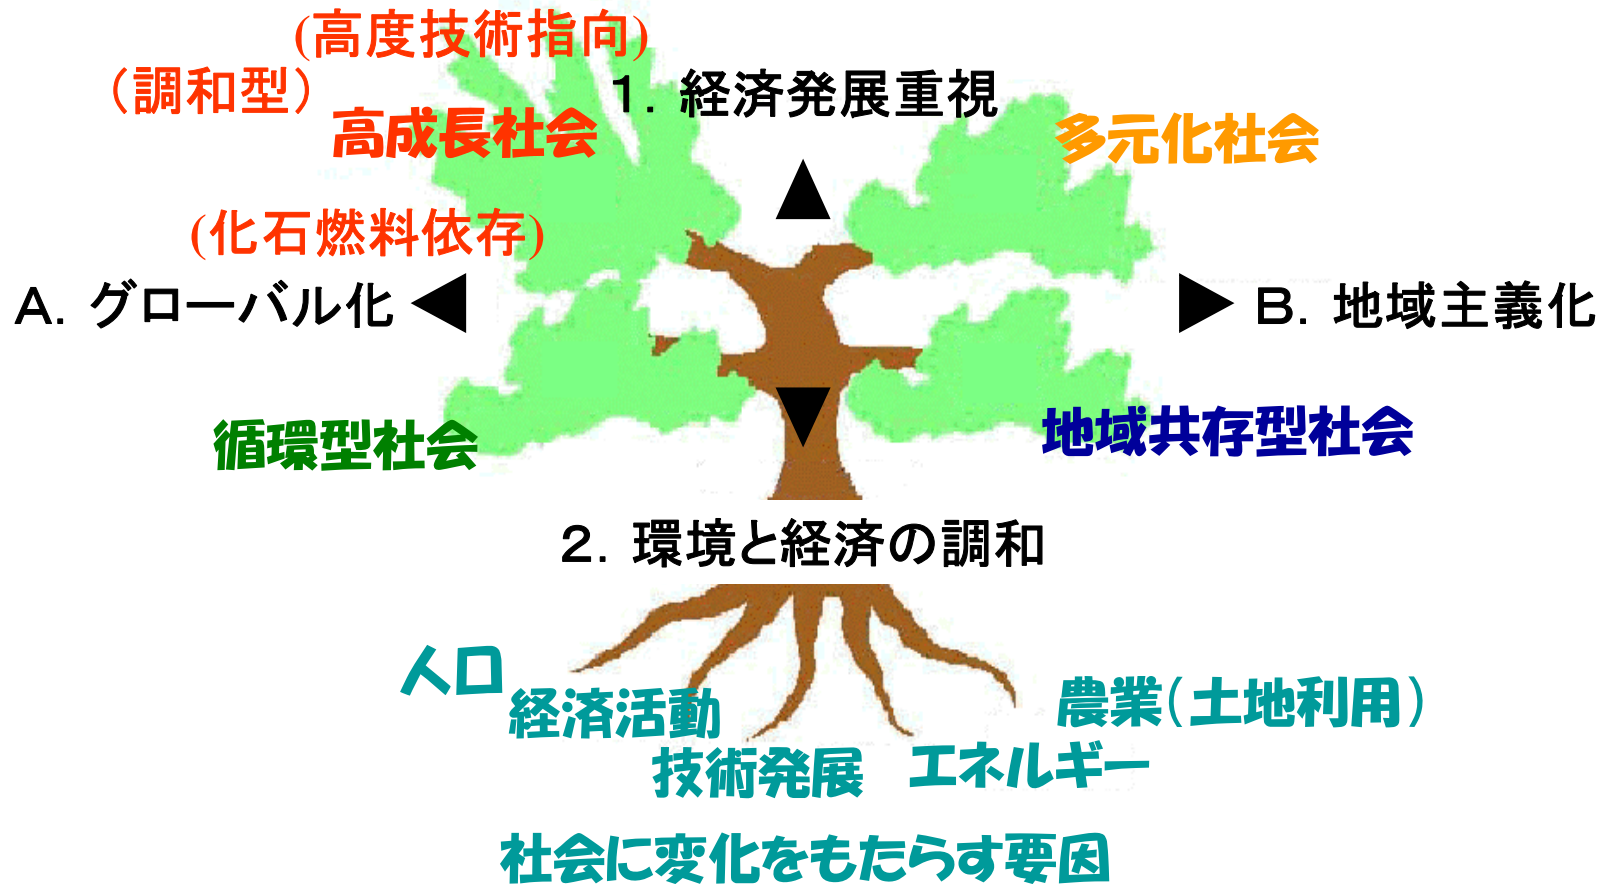 (高度技術指向)
（調和型）
1. 経済発展重視
高成長社会
多元化社会
(化石燃料依存)
A. グローバル化
B. 地域主義化
循環型社会
地域共存型社会
2. 環境と経済の調和
人口
経済活動
農業(土地利用)
技術発展
エネルギー
社会に変化をもたらす要因